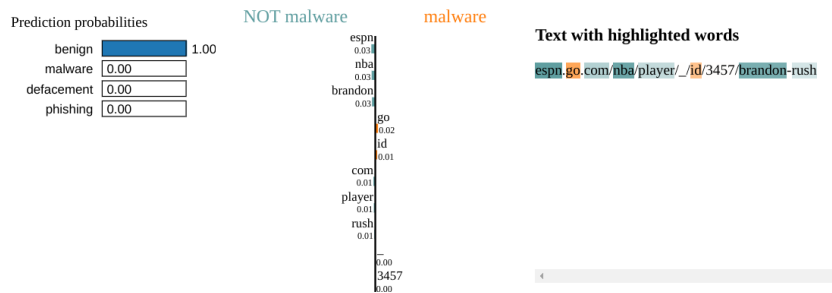 Prediction probabilities
benign 1.00
malware 0.00
defacement 0.00
phishing 0.00
NOT malware malware
espn
0.03
nba
0.03
brandon
0.03
go
0.02
id
0.01
com
0.01
player
0.01
rush
0.01
_
0.00
3457
0.00
Text with highlighted words
espn.go.com/nba/player/_/id/3457/brandon-rush